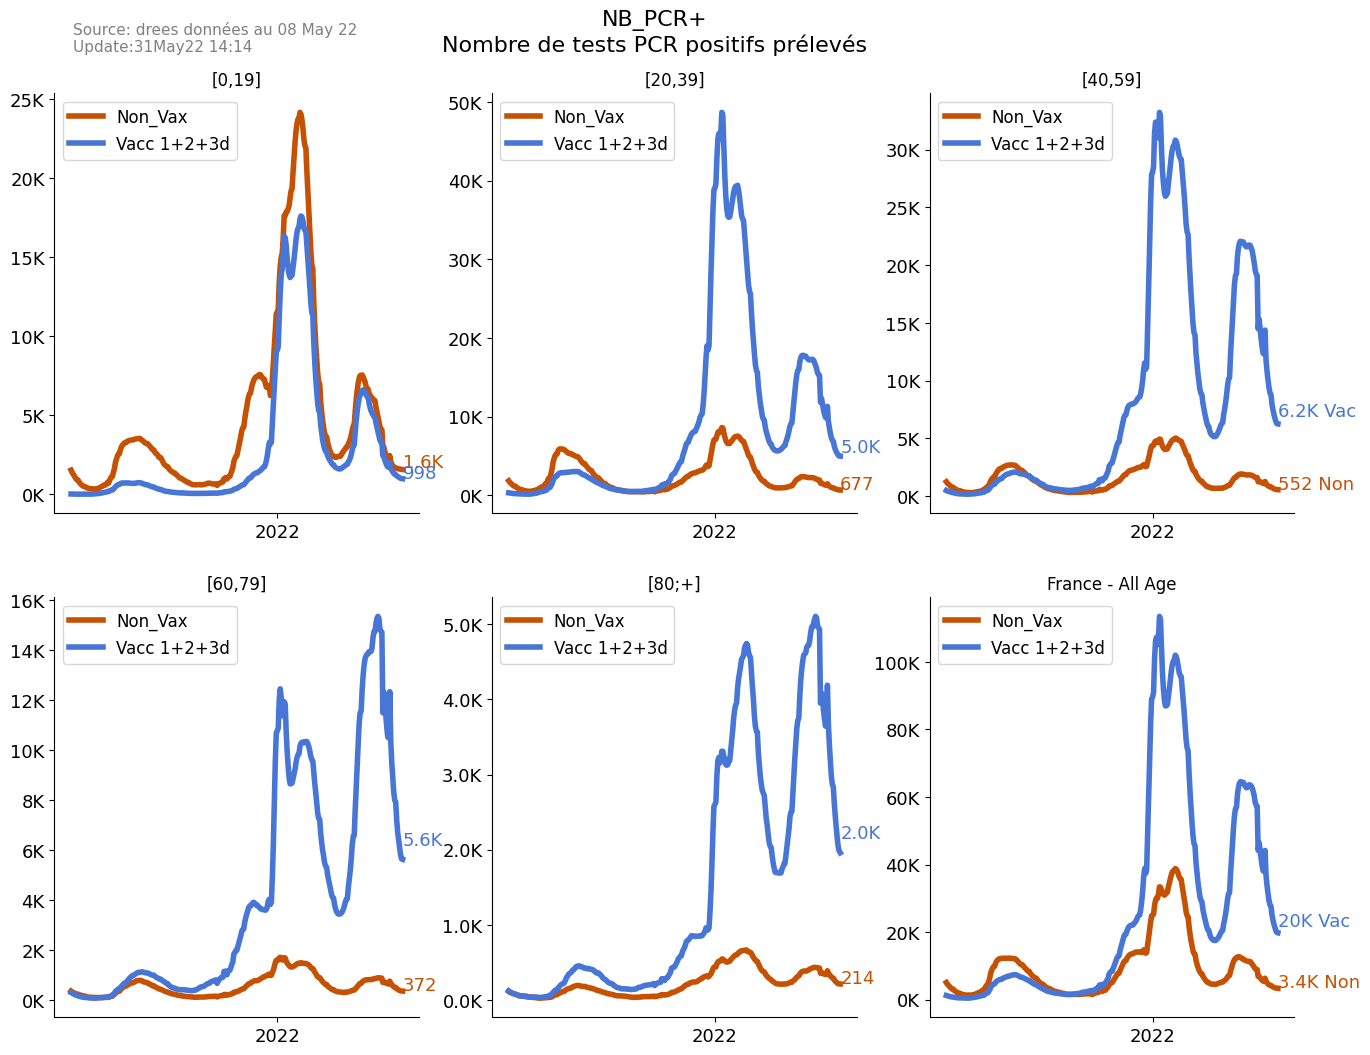 Source: drees données au 08 May 22
Update:31May22 14:14
NB_PCR+
Nombre de tests PCR positifs prélevés
[0,19]
25K
20K
15K
10K
5K
0K
Non_Vax
Vacc 1+2+3d
1.6K
998
2022
[20,39]
50K
40K
30K
20K
10K
0K
Non_Vax
Vacc 1+2+3d
5.0K
677
2022
[40,59]
30K
25K
20K
15K
10K
5K
0K
Non_Vax
Vacc 1+2+3d
6.2K Vac
552 Non
2022
[60,79]
16K
14K
12K
10K
8K
6K
4K
2K
0K
Non_Vax
Vacc 1+2+3d
5.6K
372
2022
[80;+]
5.0K
4.0K
3.0K
2.0K
1.0K
0.0K
Non_Vax
Vacc 1+2+3d
2.0K
214
2022
France - All Age
100K
80K
60K
40K
20K
0K
Non_Vax
Vacc 1+2+3d
20K Vac
3.4K Non
2022